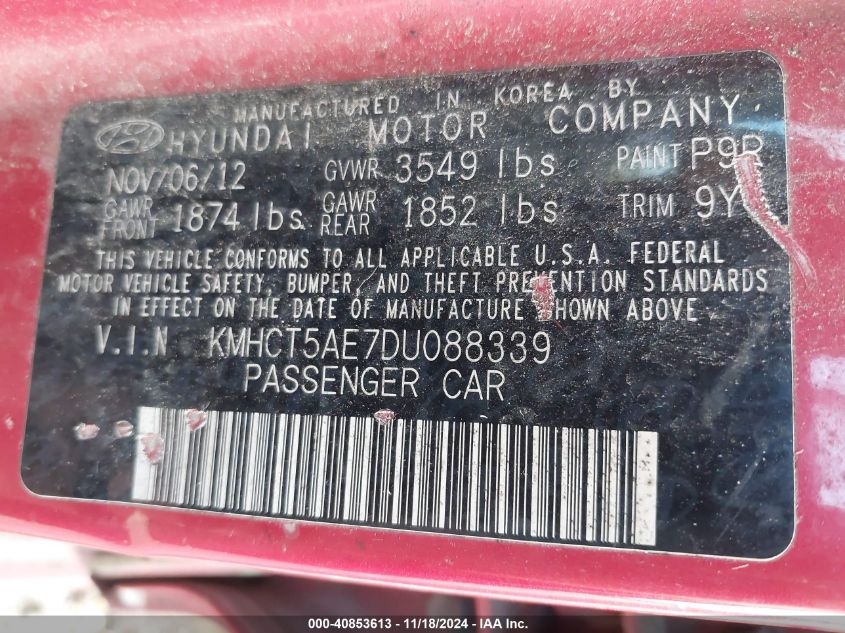 MANUFACTURED IN KOREA BY
HYUNDAI MOTOR COMPANY
NOV/06/12 GVWR 3549 lbs PAINT P9R
GAWR FRONT 1874 lbs GAWR REAR 1852 lbs TRIM 9Y
THIS VEHICLE CONFORMS TO ALL APPLICABLE U.S.A. FEDERAL
MOTOR VEHICLE SAFETY, BUMPER, AND THEFT PREVENTION STANDARDS
IN EFFECT ON THE DATE OF MANUFACTURE SHOWN ABOVE
V.I.N KMHCT5AE7DU088339
PASSENGER CAR
000-40853613 - 11/18/2024 - IAA Inc.